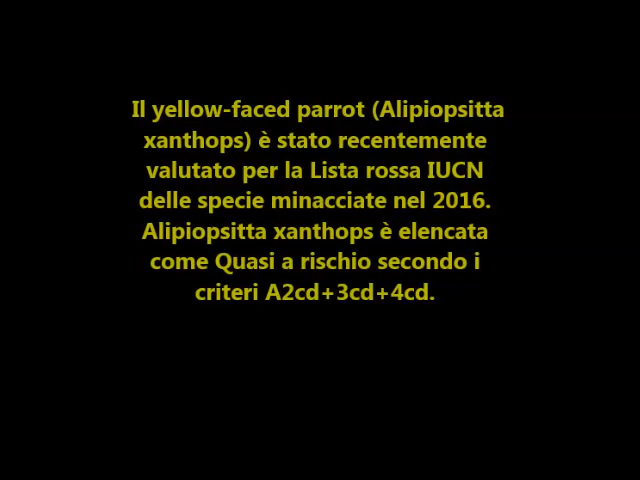 Il yellow-faced parrot (Alipiopsitta
xanthops) è stato recentemente
valutato per la Lista rossa IUCN
delle specie minacciate nel 2016.
Alipiopsitta xanthops è elencata
come Quasi a rischio secondo i
criteri A2cd+3cd+4cd.